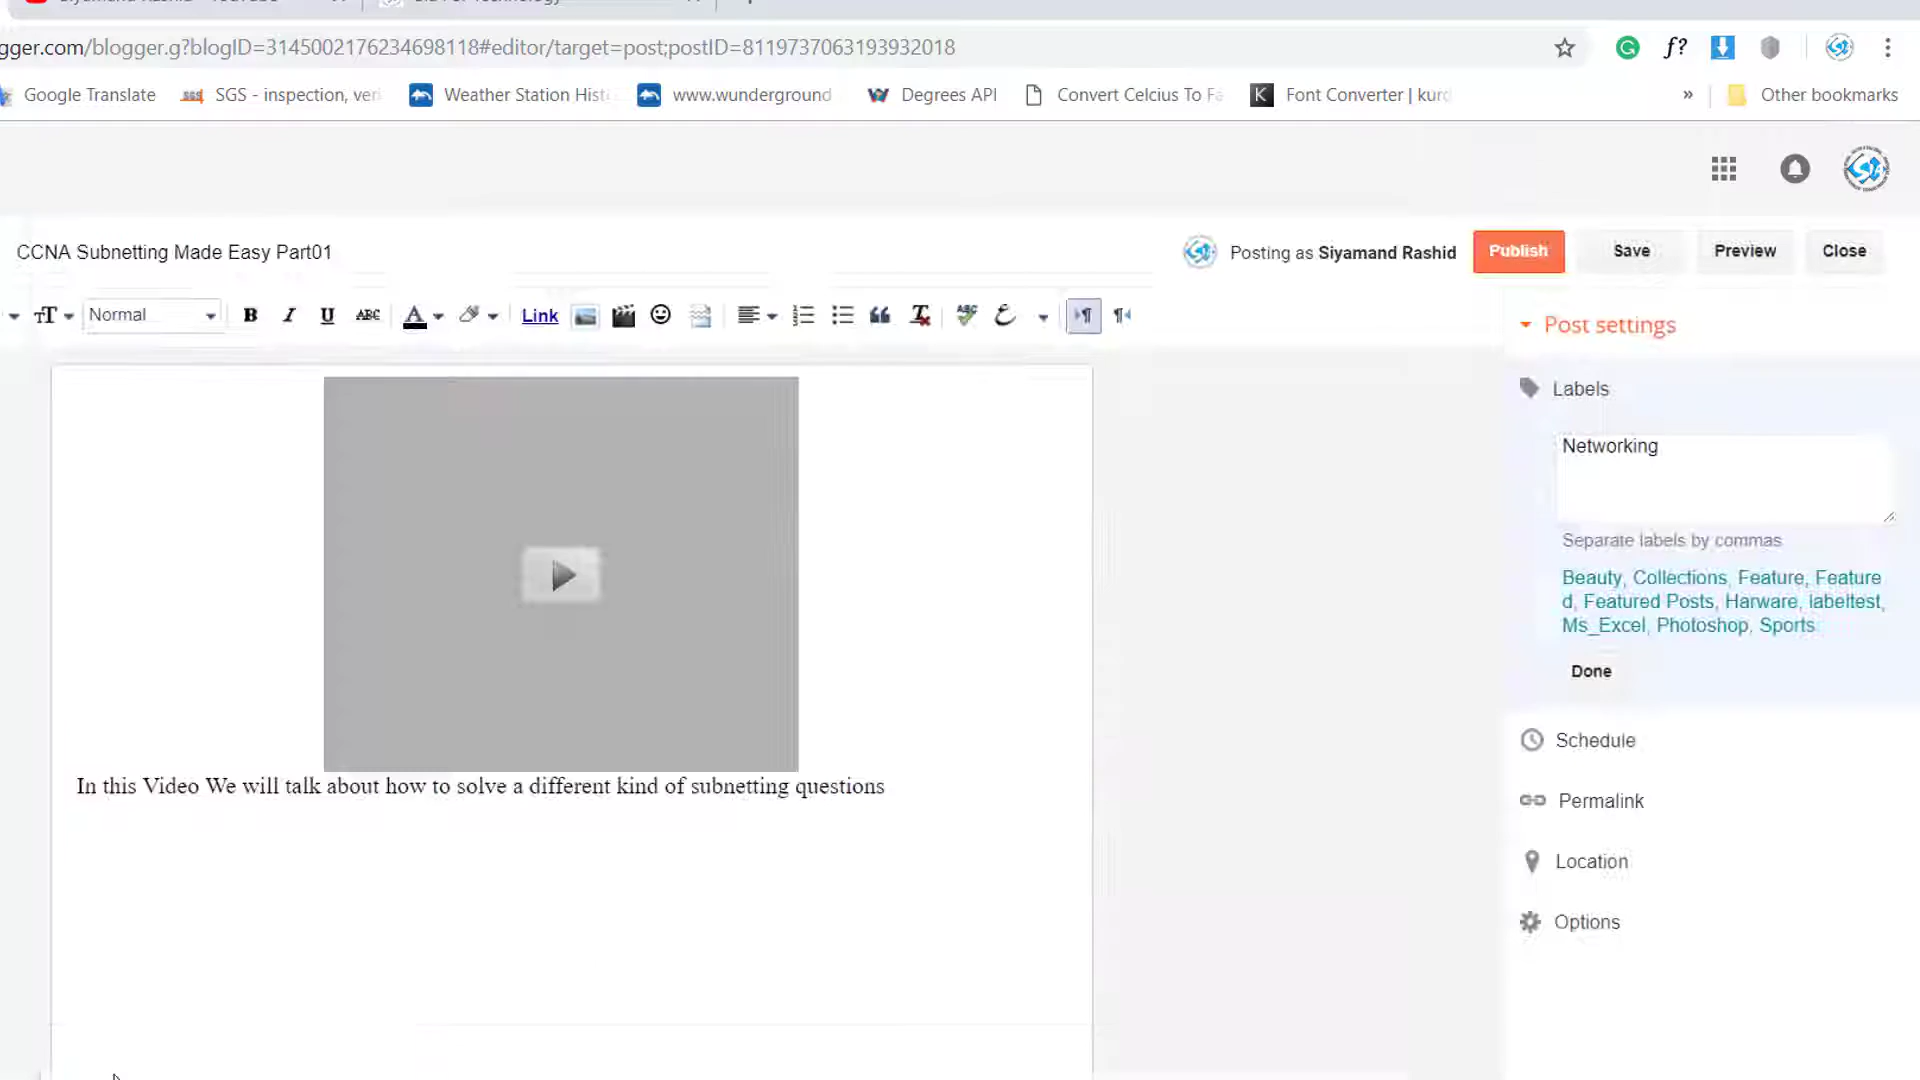 gger.com/blogger.g?blogID=3145002176234698118#editor/target=post;postID=8119737063193932018
f?
Google Translate
SGS - inspection, veri
Weather Station Hist
www.wunderground
Degrees API
Convert Celcius To Fa
K
Font Converter | kurd
»
Other bookmarks
CCNA Subnetting Made Easy Part01
Posting as Siyamand Rashid
Publish
Save
Preview
Close
Normal
B I U ABC A Link
Post settings
Labels
Networking
Separate labels by commas
Beauty, Collections, Feature, Feature
d, Featured Posts, Harware, labeltest,
Ms_Excel, Photoshop, Sports
Done
Schedule
Permalink
Location
Options
In this Video We will talk about how to solve a different kind of subnetting questions